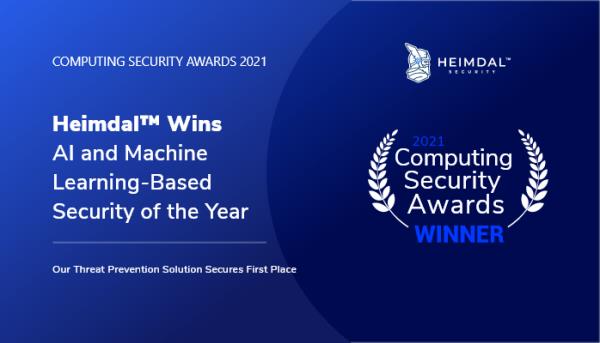 COMPUTING SECURITY AWARDS 2021
Heimdal™ Wins
AI and Machine
Learning-Based
Security of the Year
Our Threat Prevention Solution Secures First Place
HEIMDAL™
SECURITY
2021
Computing
Security
Awards
WINNER